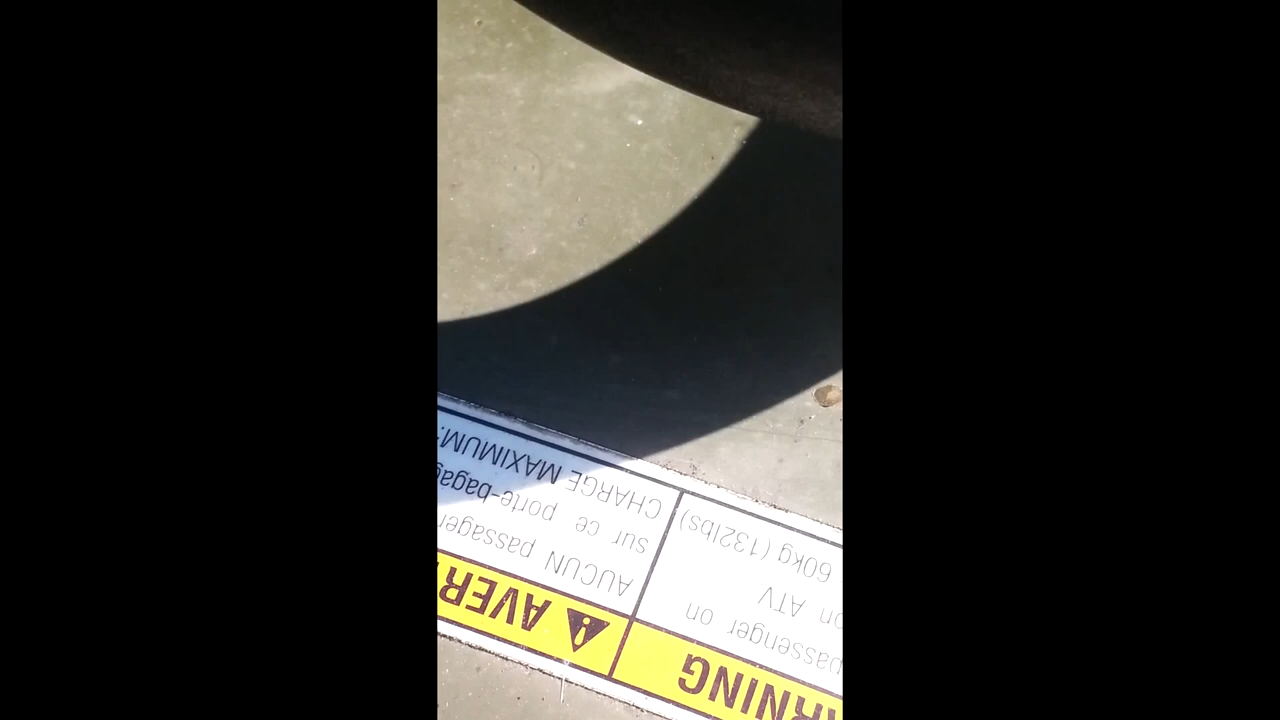 RNING
passenger on
on ATV
60kg (132lbs)
AVER
AUCUN passager
sur ce porte-bagag
CHARGE MAXIMUM: